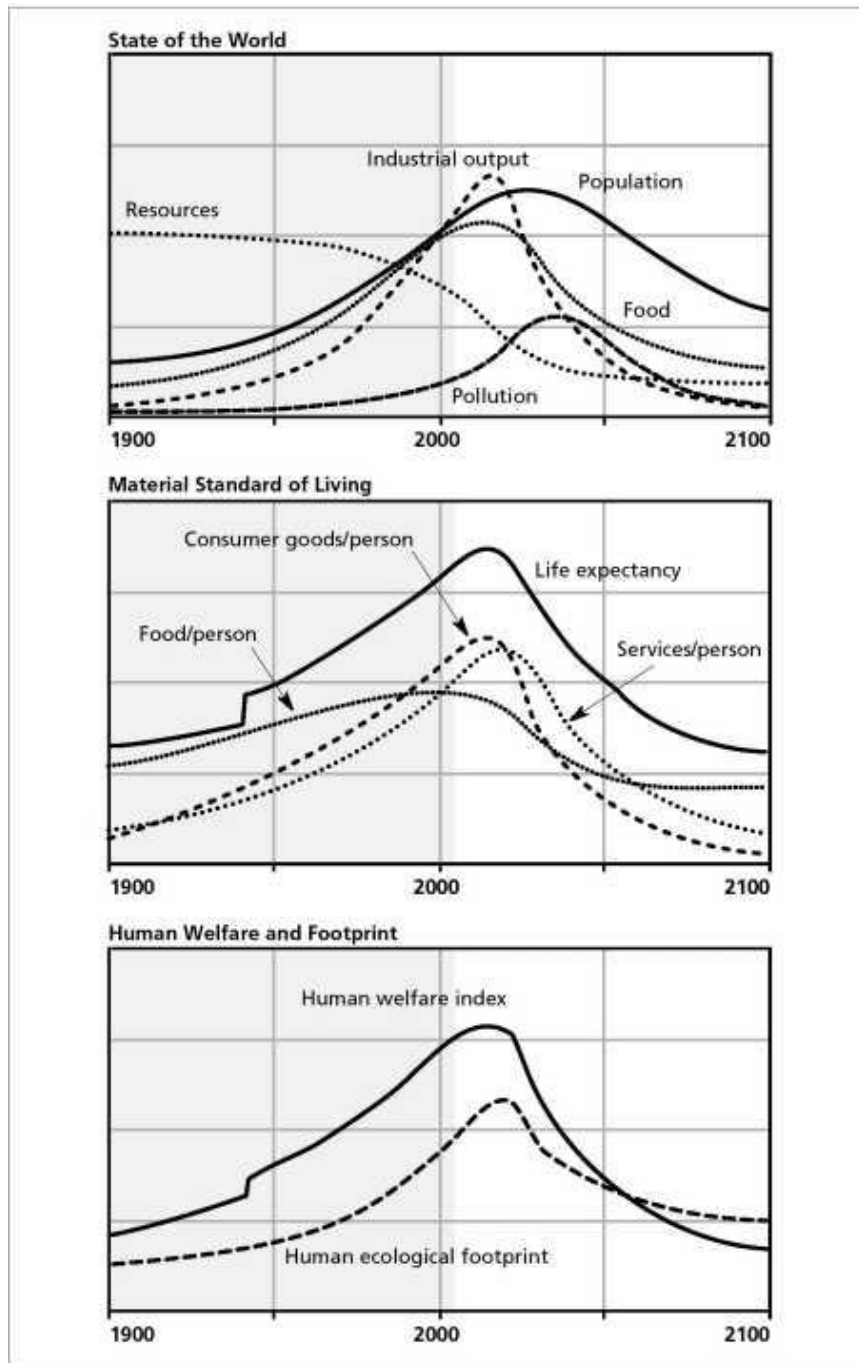 State of the World
Industrial output
Population
Resources
Food
Pollution
1900 2000 2100
Material Standard of Living
Consumer goods/person
Life expectancy
Food/person
Services/person
1900 2000 2100
Human Welfare and Footprint
Human welfare index
Human ecological footprint
1900 2000 2100